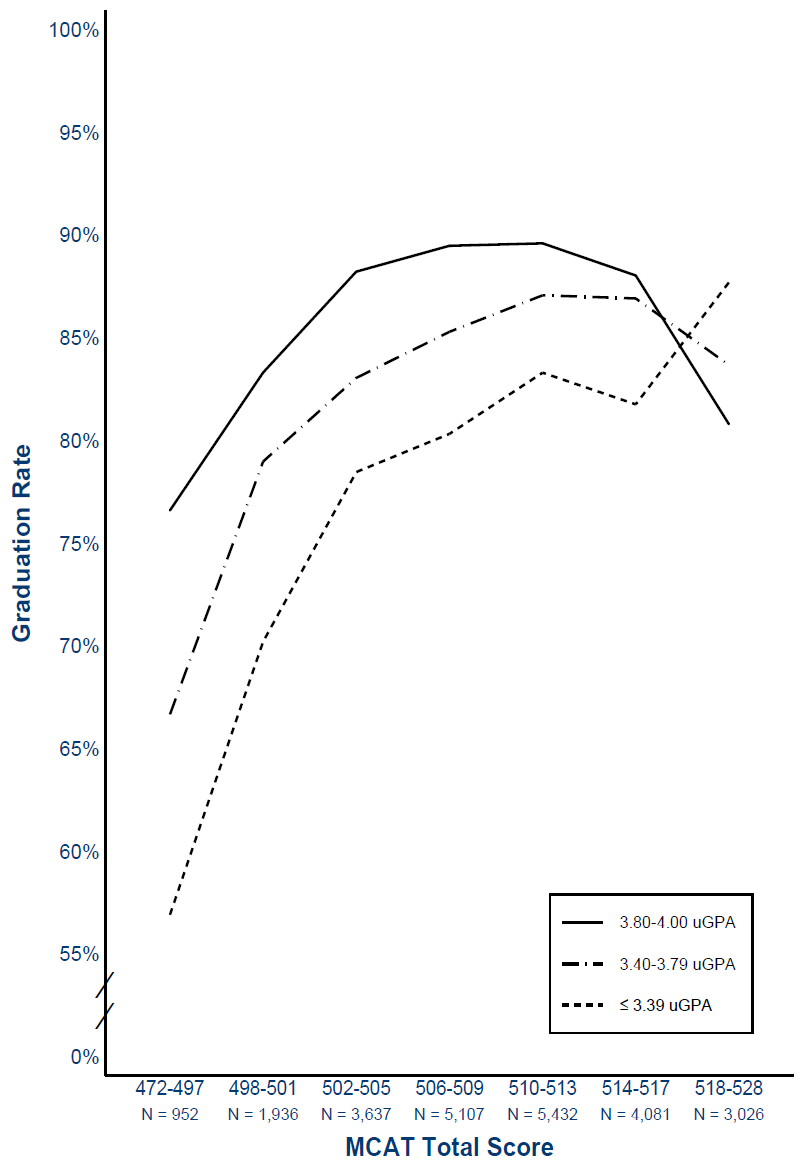 100%
95%
90%
85%
80%
75%
70%
65%
60%
55%
0%
Graduation Rate
3.80-4.00 uGPA
3.40-3.79 uGPA
≤ 3.39 uGPA
472-497 498-501 502-505 506-509 510-513 514-517 518-528
N = 952 N = 1,936 N = 3,637 N = 5,107 N = 5,432 N = 4,081 N = 3,026
MCAT Total Score